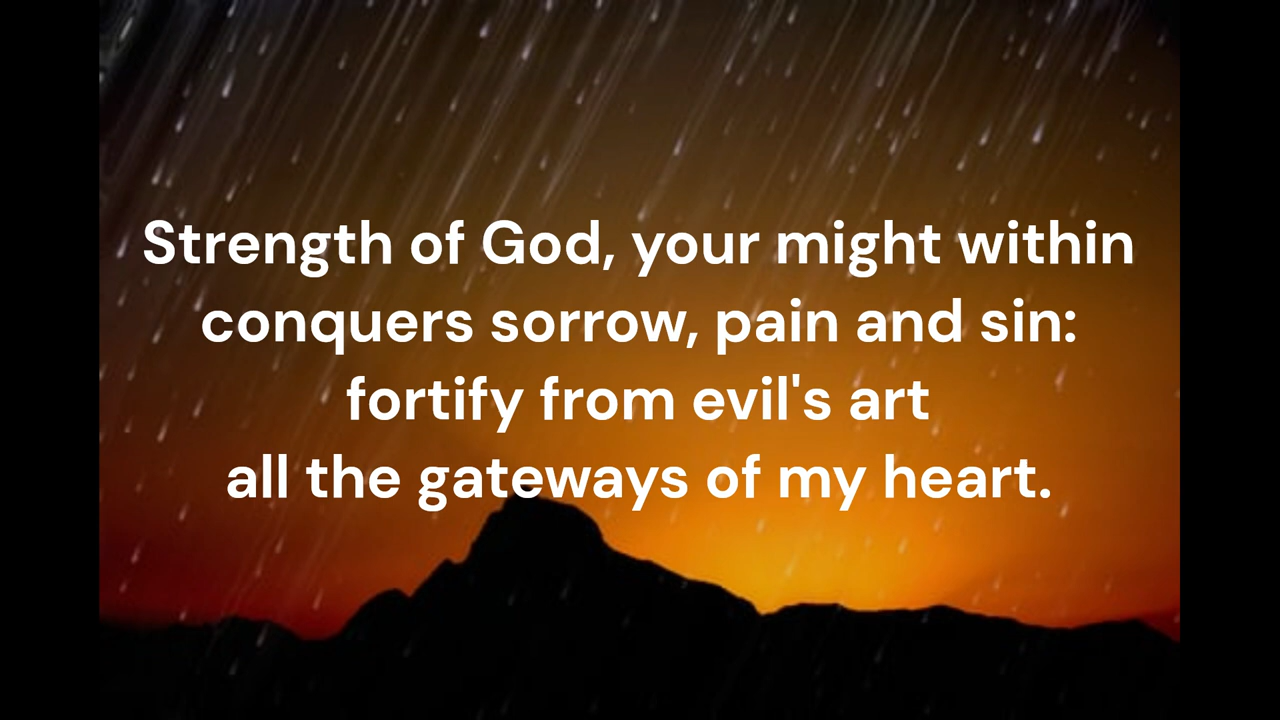 Strength of God, your might within
conquers sorrow, pain and sin:
fortify from evil's art
all the gateways of my heart.